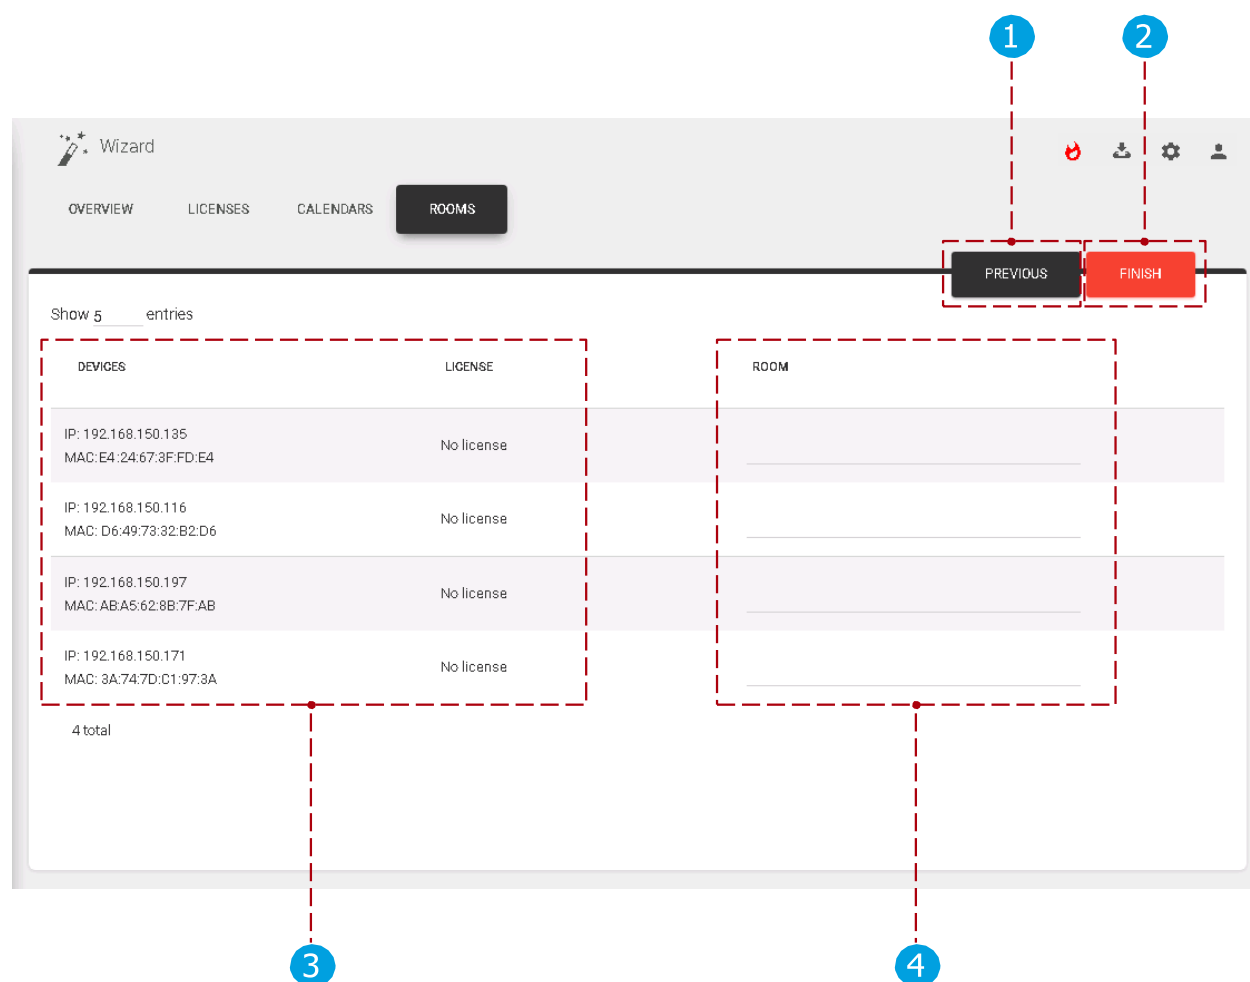 1 2
Wizard
OVERVIEW LICENSES CALENDARS ROOMS
PREVIOUS FINISH
Show 5 entries
DEVICES LICENSE ROOM
IP: 192.168.150.135
MAC:E4:24:67:3F:FD:E4
No license
IP: 192.168.150.116
MAC: D6:49:73:32:B2:D6
No license
IP: 192.168.150.197
MAC: AB:A5:62:8B:7F:AB
No license
IP: 192.168.150.171
MAC: 3A:74:7D:C1:97:3A
No license
4 total
3 4